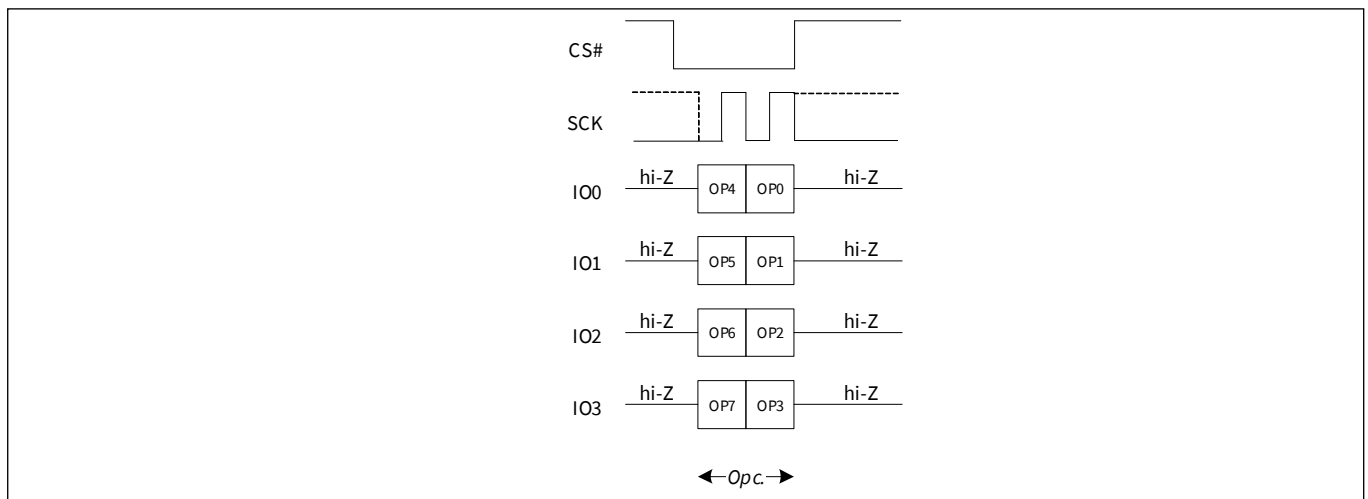 CS#
SCK
IO0 hi-Z OP4 OP0 hi-Z
IO1 hi-Z OP5 OP1 hi-Z
IO2 hi-Z OP6 OP2 hi-Z
IO3 hi-Z OP7 OP3 hi-Z
Opc.